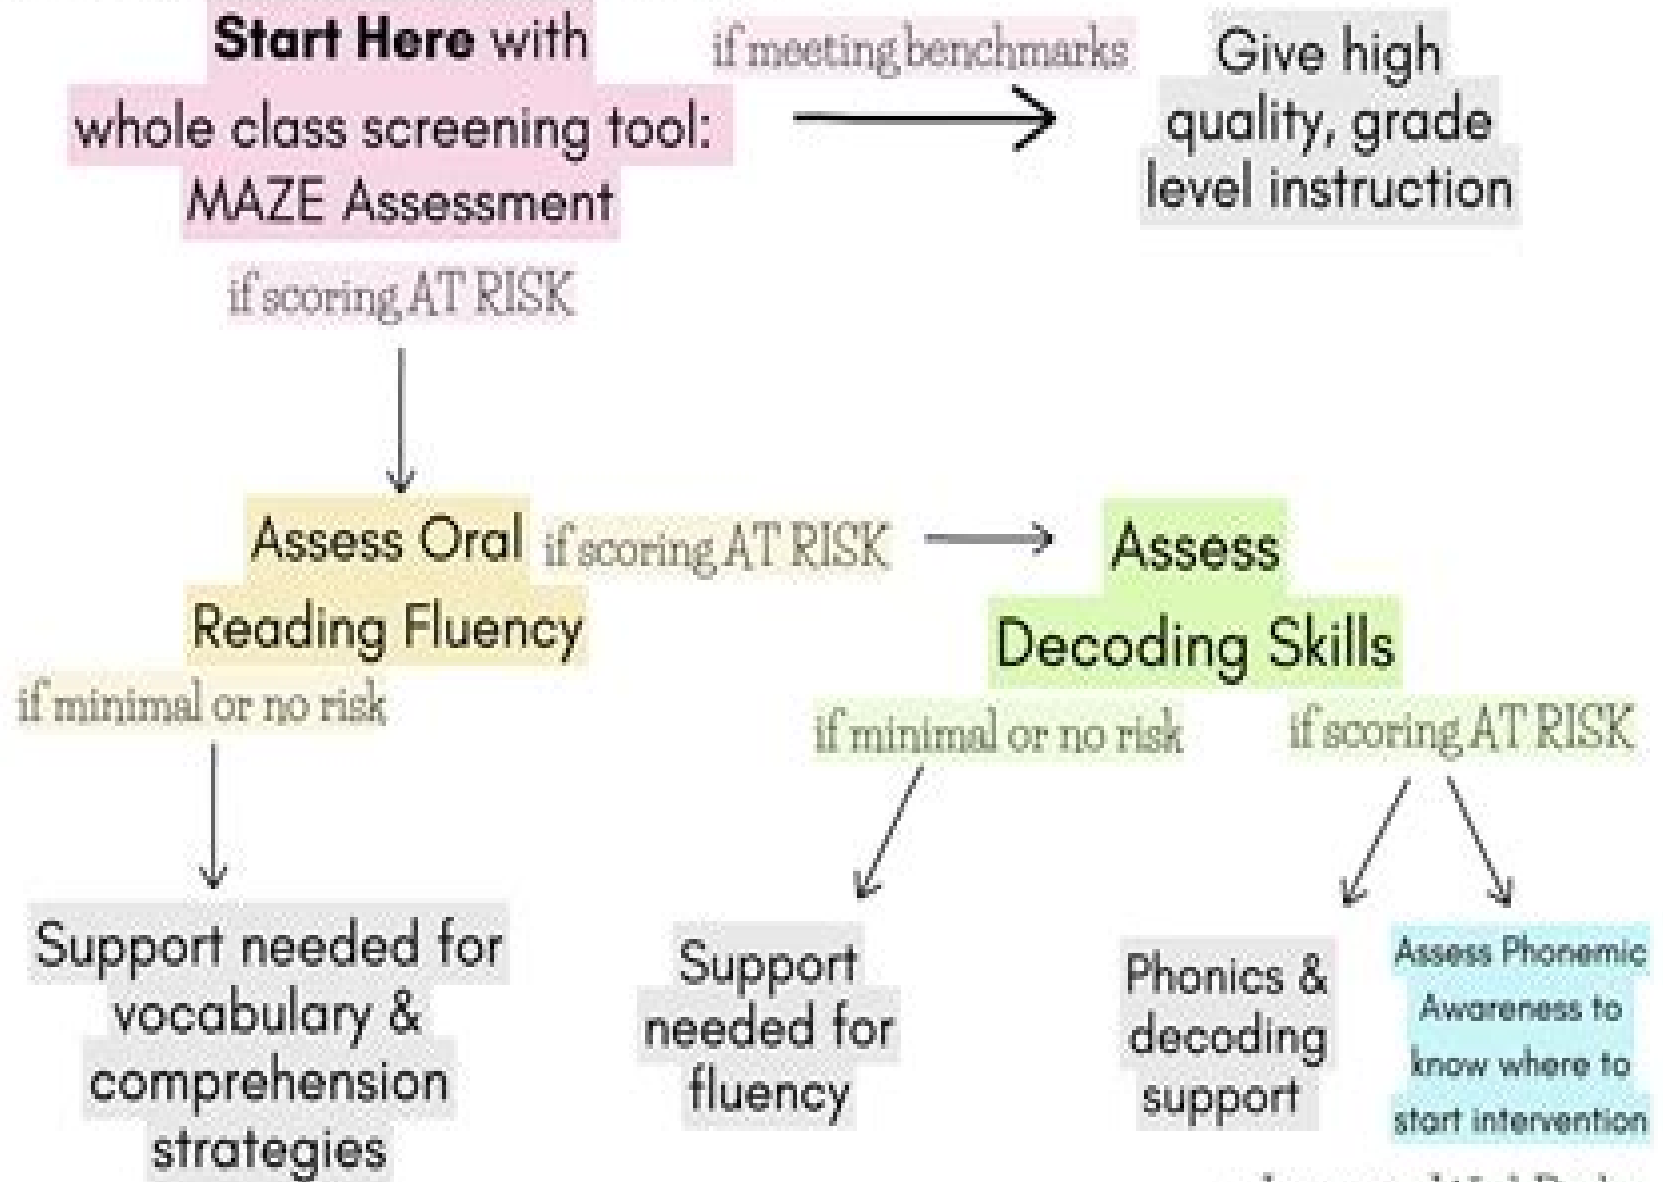 Start Here with
whole class screening tool:
MAZE Assessment
if meeting benchmarks
Give high
quality, grade
level instruction
if scoring AT RISK
Assess Oral
Reading Fluency
if scoring AT RISK
Assess
Decoding Skills
if minimal or no risk
if minimal or no risk
if scoring AT RISK
Support needed for
vocabulary &
comprehension
strategies
Support
needed for
fluency
Phonics &
decoding
support
Assess Phonemic
Awareness to
know where to
start intervention